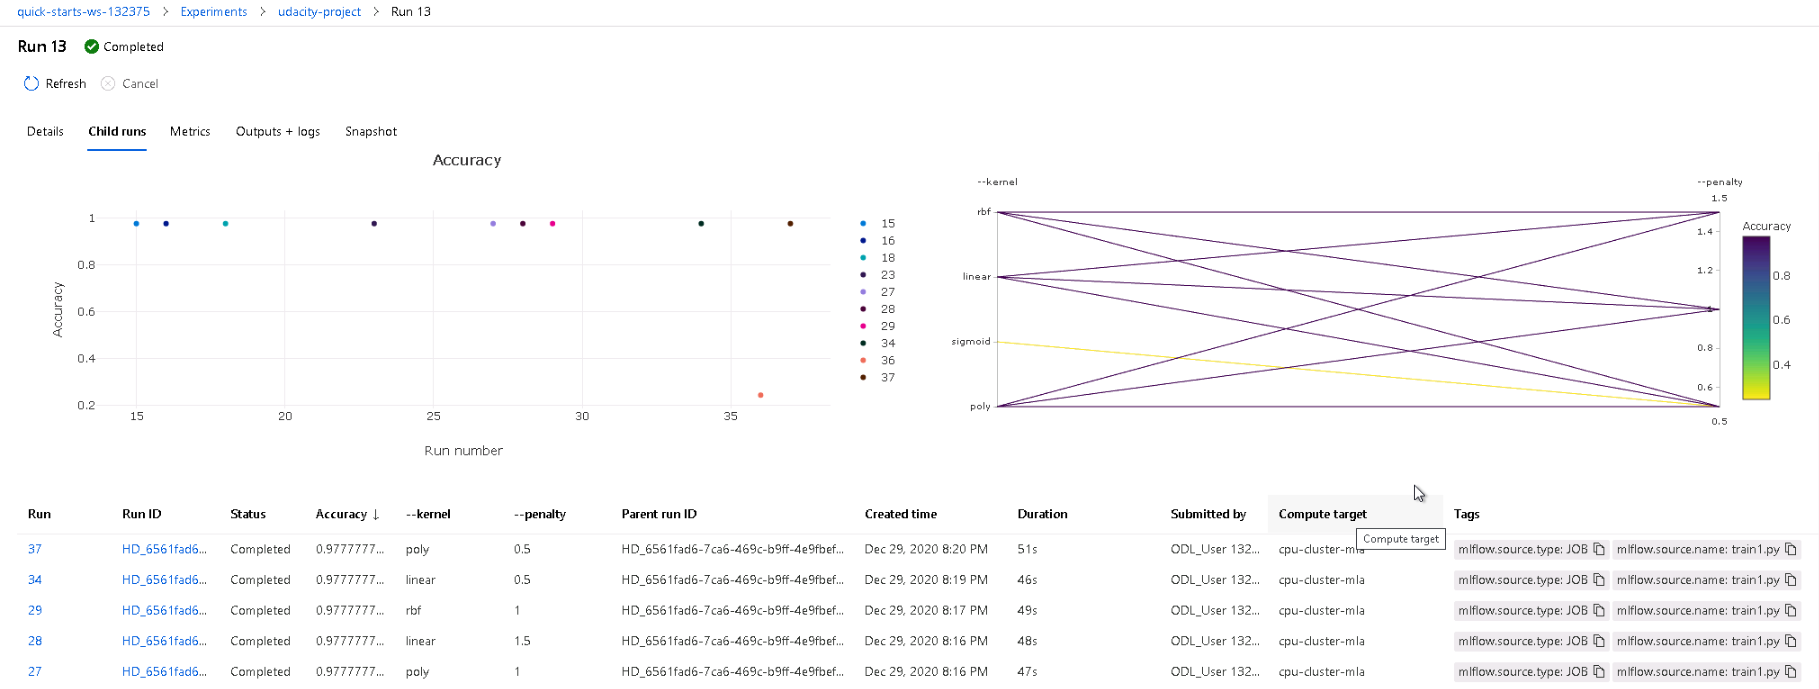 quick-starts-ws-132375 > Experiments > udacity-project > Run 13
Run 13 Completed
Refresh Cancel
Details Child runs Metrics Outputs + logs Snapshot
Accuracy
Accuracy
1
0.8
0.6
0.4
0.2
15 20 25 30 35
Run number
15
16
18
23
27
28
29
34
36
37
--kernel
rbf
linear
sigmoid
poly
--penalty
1.5
1.4
1.2
1
0.8
0.6
0.5
Accuracy
0.8
0.6
0.4
Run Run ID Status Accuracy ↓ --kernel --penalty Parent run ID Created time Duration Submitted by Compute target Tags
Compute target
37 HD_6561fad6... Completed 0.9777777... poly 0.5 HD_6561fad6-7ca6-469c-b9ff-4e9fbef... Dec 29, 2020 8:20 PM 51s ODL_User 132... cpu-cluster-mla mlflow.source.type: JOB mlflow.source.name: train1.py
34 HD_6561fad6... Completed 0.9777777... linear 0.5 HD_6561fad6-7ca6-469c-b9ff-4e9fbef... Dec 29, 2020 8:19 PM 46s ODL_User 132... cpu-cluster-mla mlflow.source.type: JOB mlflow.source.name: train1.py
29 HD_6561fad6... Completed 0.9777777... rbf 1 HD_6561fad6-7ca6-469c-b9ff-4e9fbef... Dec 29, 2020 8:17 PM 49s ODL_User 132... cpu-cluster-mla mlflow.source.type: JOB mlflow.source.name: train1.py
28 HD_6561fad6... Completed 0.9777777... linear 1.5 HD_6561fad6-7ca6-469c-b9ff-4e9fbef... Dec 29, 2020 8:16 PM 48s ODL_User 132... cpu-cluster-mla mlflow.source.type: JOB mlflow.source.name: train1.py
27 HD_6561fad6... Completed 0.9777777... poly 1 HD_6561fad6-7ca6-469c-b9ff-4e9fbef... Dec 29, 2020 8:16 PM 47s ODL_User 132... cpu-cluster-mla mlflow.source.type: JOB mlflow.source.name: train1.py